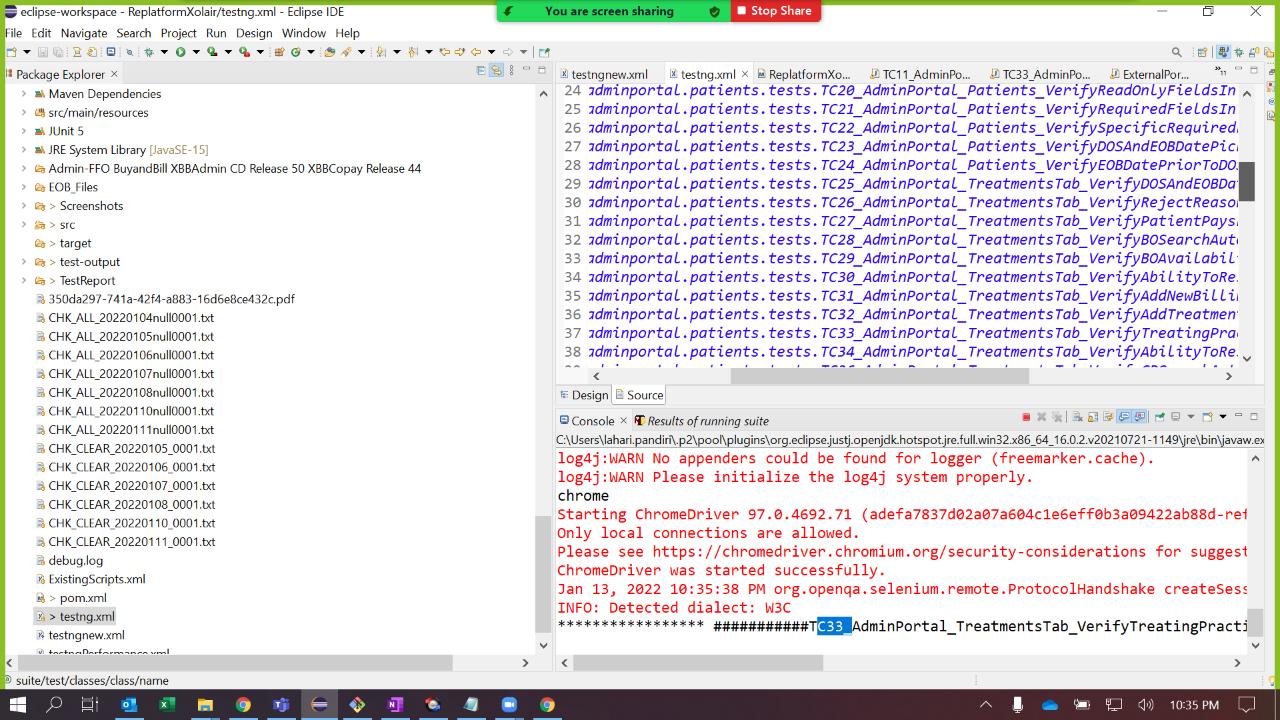 eclipse-workspace - ReplatformXolair/testng.xml - Eclipse IDE
You are screen sharing
Stop Share
File Edit Navigate Search Project Run Design Window Help
Package Explorer
Maven Dependencies
src/main/resources
JUnit 5
JRE System Library [JavaSE-15]
Admin-FFO BuyandBill XBBAdmin CD Release 50 XBBCopay Release 44
EOB_Files
> Screenshots
> src
> target
> test-output
> TestReport
350da297-741a-42f4-a883-16d6e8ce432c.pdf
CHK_ALL_20220104null0001.txt
CHK_ALL_20220105null0001.txt
CHK_ALL_20220106null0001.txt
CHK_ALL_20220107null0001.txt
CHK_ALL_20220108null0001.txt
CHK_ALL_20220110null0001.txt
CHK_ALL_20220111null0001.txt
CHK_CLEAR_20220105_0001.txt
CHK_CLEAR_20220106_0001.txt
CHK_CLEAR_20220107_0001.txt
CHK_CLEAR_20220108_0001.txt
CHK_CLEAR_20220110_0001.txt
CHK_CLEAR_20220111_0001.txt
debug.log
ExistingScripts.xml
> pom.xml
> testng.xml
testngnew.xml
testngPerformance.xml
testngnew.xml testng.xml ReplatformXo... TC11_AdminPo... TC33_AdminPo... ExternalPor... 11
24 adminportal.patients.tests.TC20_AdminPortal_Patients_VerifyReadOnlyFieldsIn
25 adminportal.patients.tests.TC21_AdminPortal_Patients_VerifyRequiredFieldsIn
26 adminportal.patients.tests.TC22_AdminPortal_Patients_VerifySpecificRequired
27 adminportal.patients.tests.TC23_AdminPortal_Patients_VerifyDOSAndEOBDatePic
28 adminportal.patients.tests.TC24_AdminPortal_Patients_VerifyEOBDatePriorToDO
29 adminportal.patients.tests.TC25_AdminPortal_TreatmentsTab_VerifyDOSAndEOBDa
30 adminportal.patients.tests.TC26_AdminPortal_TreatmentsTab_VerifyRejectReaso
31 adminportal.patients.tests.TC27_AdminPortal_TreatmentsTab_VerifyPatientPays
32 adminportal.patients.tests.TC28_AdminPortal_TreatmentsTab_VerifyBOSearchAut
33 adminportal.patients.tests.TC29_AdminPortal_TreatmentsTab_VerifyBOAvailabil
34 adminportal.patients.tests.TC30_AdminPortal_TreatmentsTab_VerifyAbilityToRe
35 adminportal.patients.tests.TC31_AdminPortal_TreatmentsTab_VerifyAddNewBilli
36 adminportal.patients.tests.TC32_AdminPortal_TreatmentsTab_VerifyAddTreatmen
37 adminportal.patients.tests.TC33_AdminPortal_TreatmentsTab_VerifyTreatingPrac
38 adminportal.patients.tests.TC34_AdminPortal_TreatmentsTab_VerifyAbilityToRe
Design Source
Console Results of running suite
C:\Users\lahari.pandiri\.p2\pool\plugins\org.eclipse.justj.openjdk.hotspot.jre.full.win32.x86_64_16.0.2.v20210721-1149\jre\bin\javaw.ex
log4j:WARN No appenders could be found for logger (freemarker.cache).
log4j:WARN Please initialize the log4j system properly.
chrome
Starting ChromeDriver 97.0.4692.71 (adefa7837d02a07a604c1e6eff0b3a09422ab88d-ref
Only local connections are allowed.
Please see https://chromedriver.chromium.org/security-considerations for suggest
ChromeDriver was started successfully.
Jan 13, 2022 10:35:38 PM org.openqa.selenium.remote.ProtocolHandshake createSess
INFO: Detected dialect: W3C
***************** ###########TC33_AdminPortal_TreatmentsTab_VerifyTreatingPracti
suite/test/classes/class/name
10:35 PM